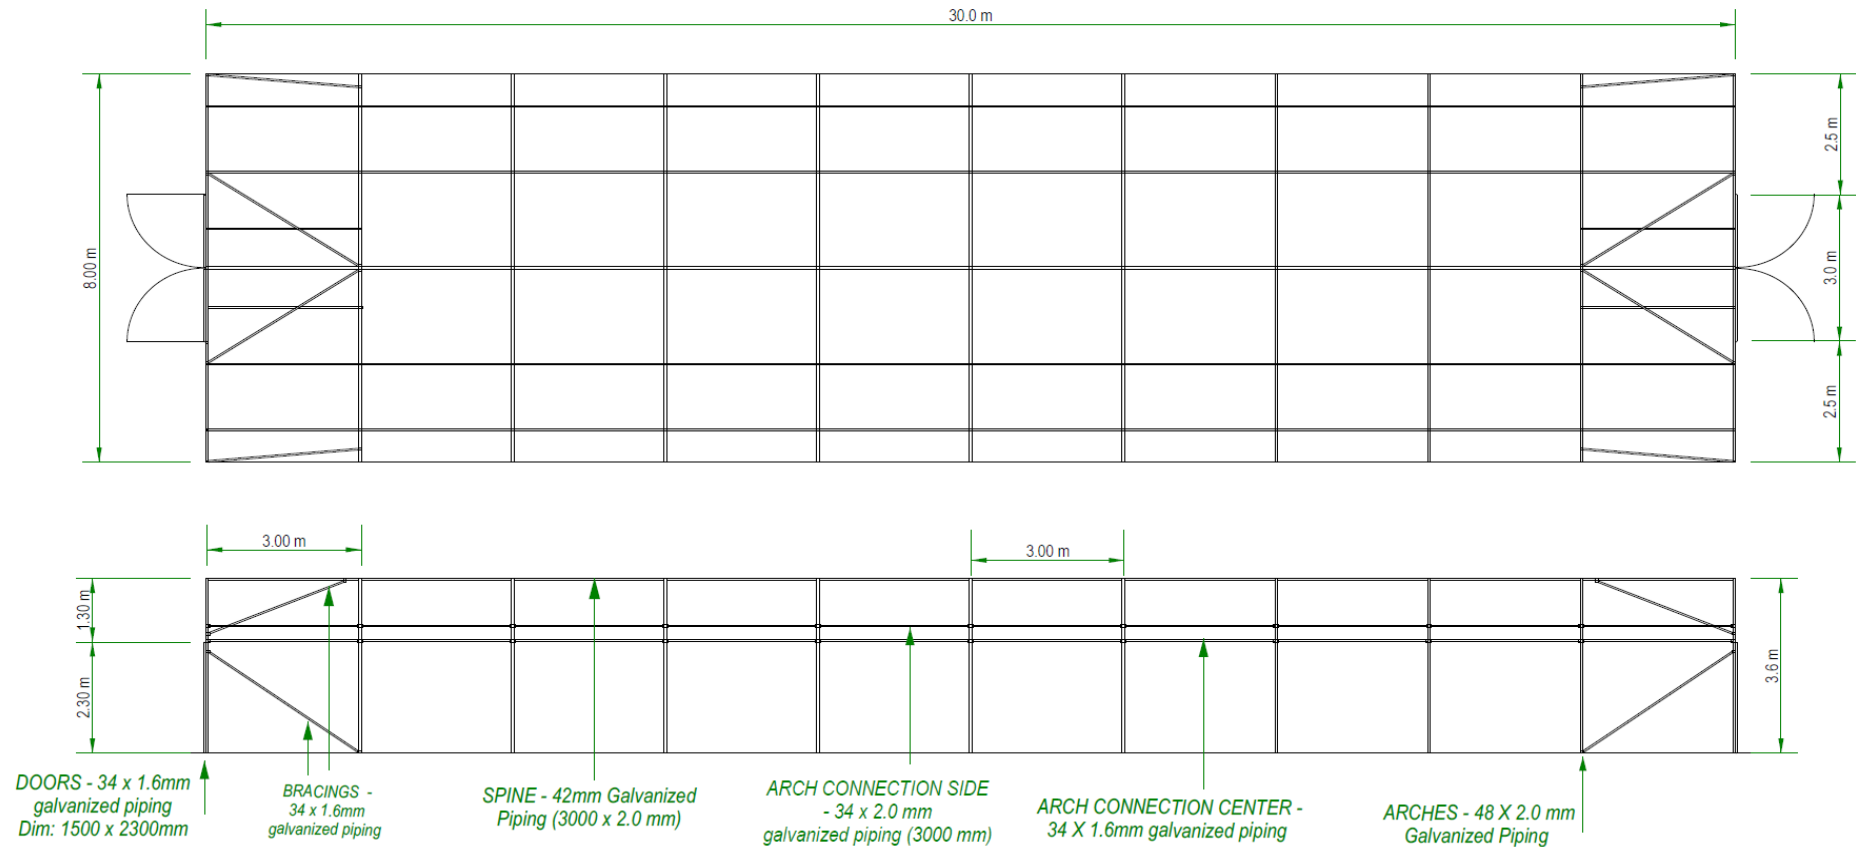 30.0 m
8.00 m
2.5 m
3.0 m
2.5 m
3.00 m
3.00 m
1.30 m
2.30 m
3.6 m
DOORS - 34 x 1.6mm
galvanized piping
Dim: 1500 x 2300mm
BRACINGS -
34 x 1.6mm
galvanized piping
SPINE - 42mm Galvanized
Piping (3000 x 2.0 mm)
ARCH CONNECTION SIDE
- 34 x 2.0 mm
galvanized piping (3000 mm)
ARCH CONNECTION CENTER -
34 X 1.6mm galvanized piping
ARCHES - 48 X 2.0 mm
Galvanized Piping